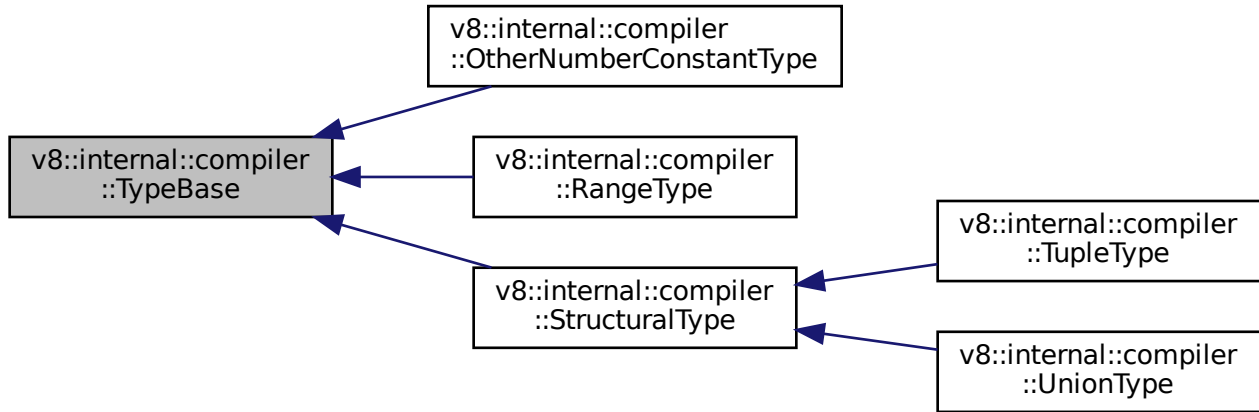 v8::internal::compiler
::OtherNumberConstantType
v8::internal::compiler
::TypeBase
v8::internal::compiler
::RangeType
v8::internal::compiler
::StructuralType
v8::internal::compiler
::TupleType
v8::internal::compiler
::UnionType